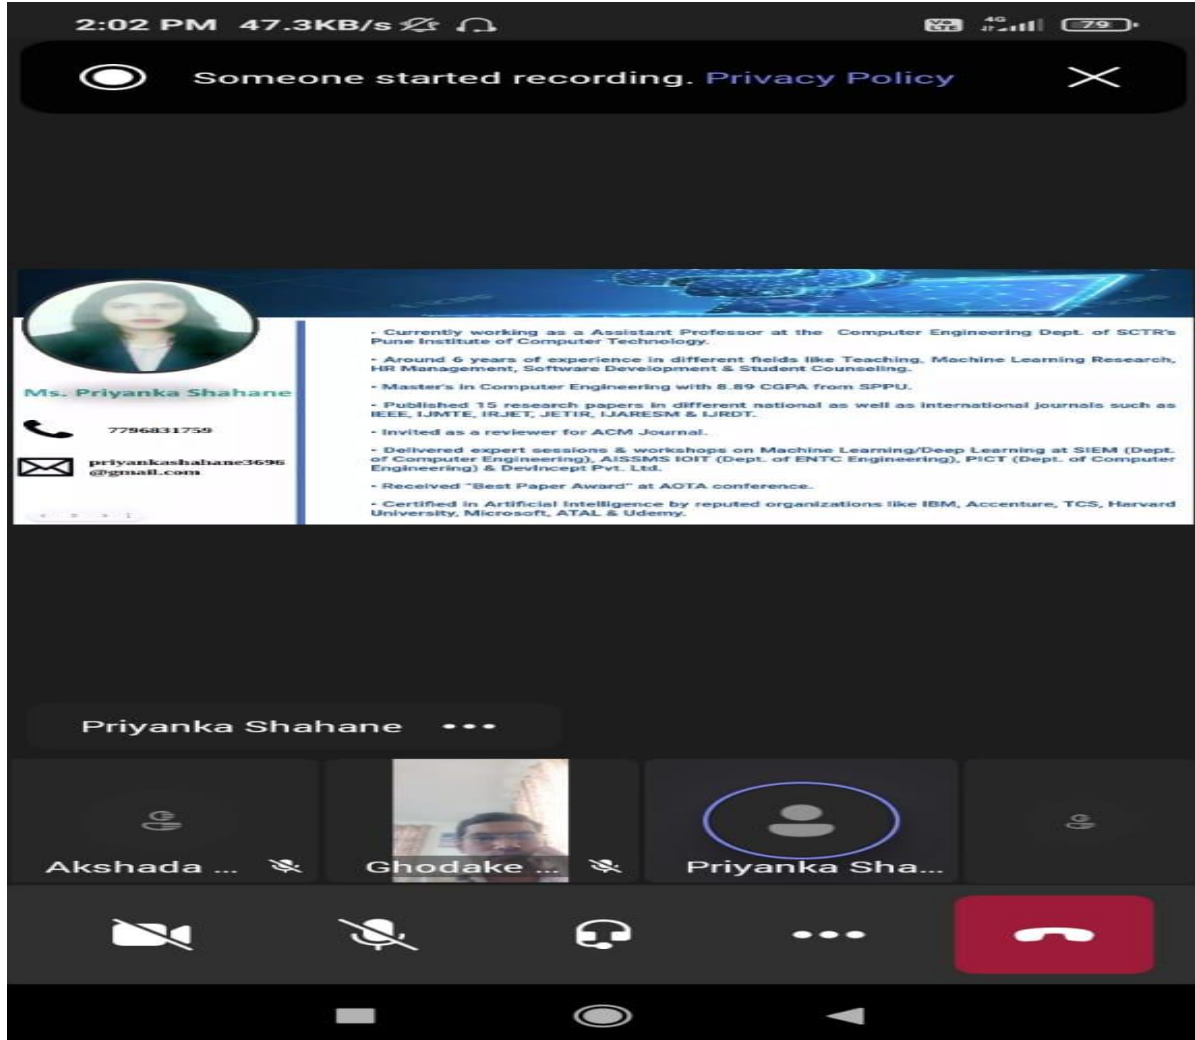 2:02 PM 47.3KB/s
Vo LTE 4G 79
Someone started recording. Privacy Policy
Ms. Priyanka Shahane
7796831759
priyankashahane3696
@gmail.com
- Currently working as a Assistant Professor at the Computer Engineering Dept. of SCTR's
Pune Institute of Computer Technology.
- Around 6 years of experience in different fields like Teaching, Machine Learning Research,
HR Management, Software Development & Student Counseling.
- Master's in Computer Engineering with 8.89 CGPA from SPPU.
- Published 15 research papers in different national as well as international journals such as
IEEE, IJMTE, IRJET, JETIR, IJARESM & IJRDT.
- Invited as a reviewer for ACM Journal.
- Delivered expert sessions & workshops on Machine Learning/Deep Learning at SIEM (Dept.
of Computer Engineering), AISSMS IOIT (Dept. of ENTC Engineering), PICT (Dept. of Computer
Engineering) & DevIncept Pvt. Ltd.
- Received "Best Paper Award" at AOTA conference.
- Certified in Artificial Intelligence by reputed organizations like IBM, Accenture, TCS, Harvard
University, Microsoft, ATAL & Udemy.
Priyanka Shahane
Akshada ...
Ghodake ...
Priyanka Sha...